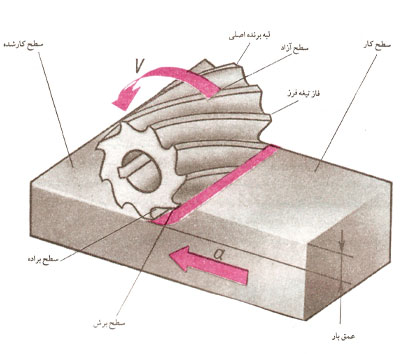 لبه برنده اصلی
سطح آزاد
سطح کار
سطح کارشده
فاز تیغه فرز
V
a
سطح براده
سطح برش
عمق بار